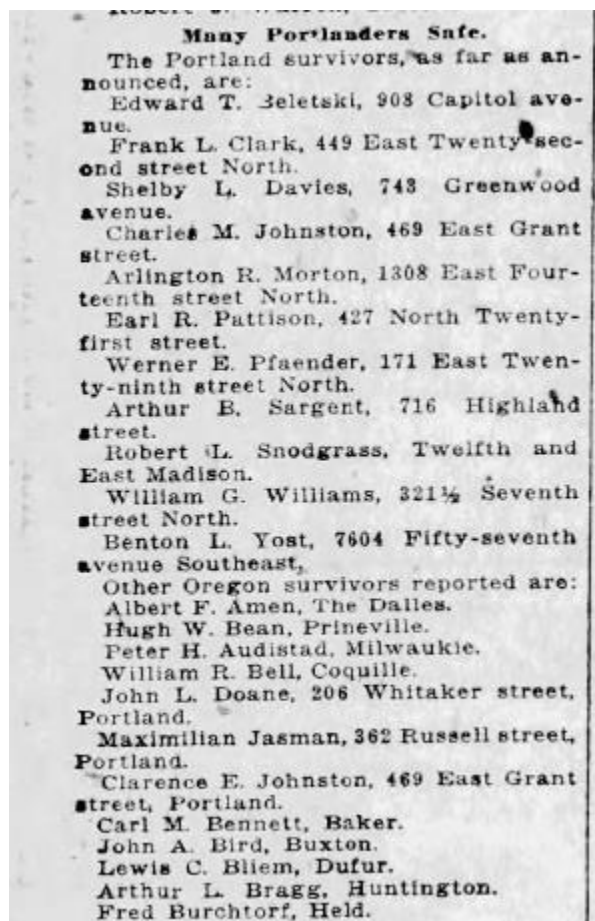 Many Portlanders Safe.
The Portland survivors, as far as an-
nounced, are:
Edward T. Beletski, 908 Capitol ave-
nue.
Frank L. Clark, 449 East Twenty-sec-
ond street North.
Shelby L. Davies, 743 Greenwood
avenue.
Charles M. Johnston, 469 East Grant
street.
Arlington R. Morton, 1308 East Four-
teenth street North.
Earl R. Pattison, 427 North Twenty-
first street.
Werner E. Pfaender, 171 East Twen-
ty-ninth street North.
Arthur B. Sargent, 716 Highland
street.
Robert L. Snodgrass, Twelfth and
East Madison.
William G. Williams, 321½ Seventh
street North.
Benton L. Yost, 7604 Fifty-seventh
avenue Southeast,
Other Oregon survivors reported are:
Albert F. Amen, The Dalles.
Hugh W. Bean, Prineville.
Peter H. Audistad, Milwaukie.
William R. Bell, Coquille.
John L. Doane, 206 Whitaker street,
Portland.
Maximilian Jasman, 362 Russell street,
Portland.
Clarence E. Johnston, 469 East Grant
street, Portland.
Carl M. Bennett, Baker.
John A. Bird, Buxton.
Lewis C. Bliem, Dufur.
Arthur L. Bragg, Huntington.
Fred Burchtorf, Held.